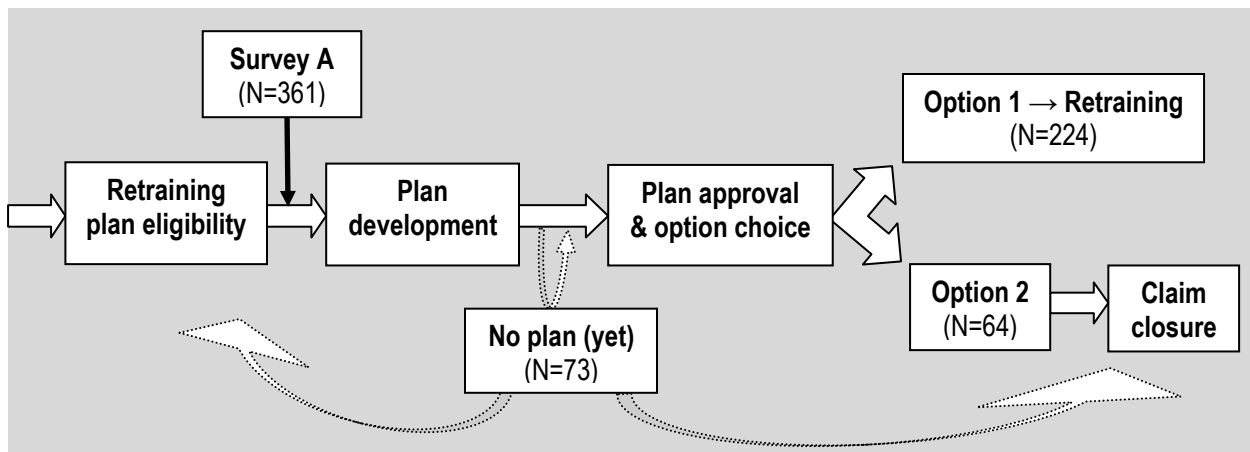 Survey A
(N=361)
Retraining
plan eligibility
Plan
development
Plan approval
& option choice
Option 1 → Retraining
(N=224)
Option 2
(N=64)
Claim
closure
No plan (yet)
(N=73)